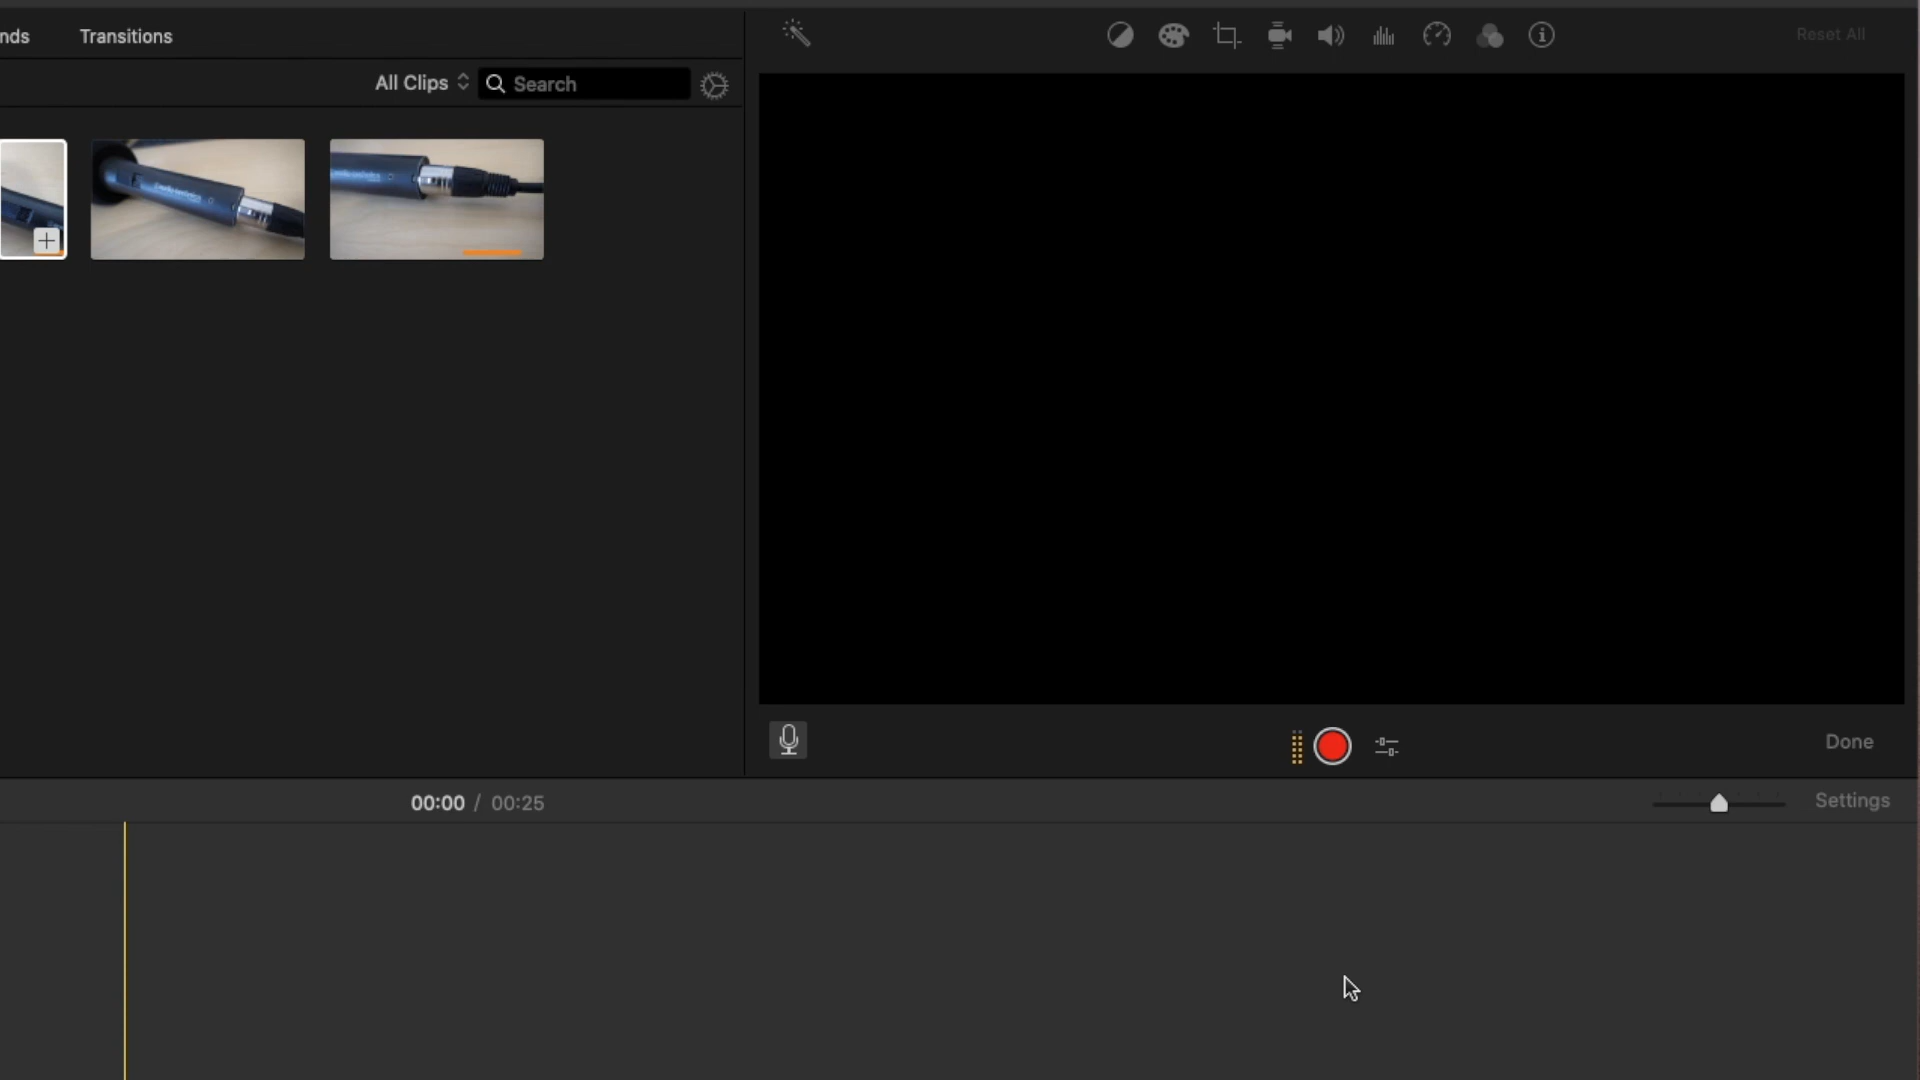 nds
Transitions
All Clips
Search
Reset All
Done
00:00 / 00:25
Settings